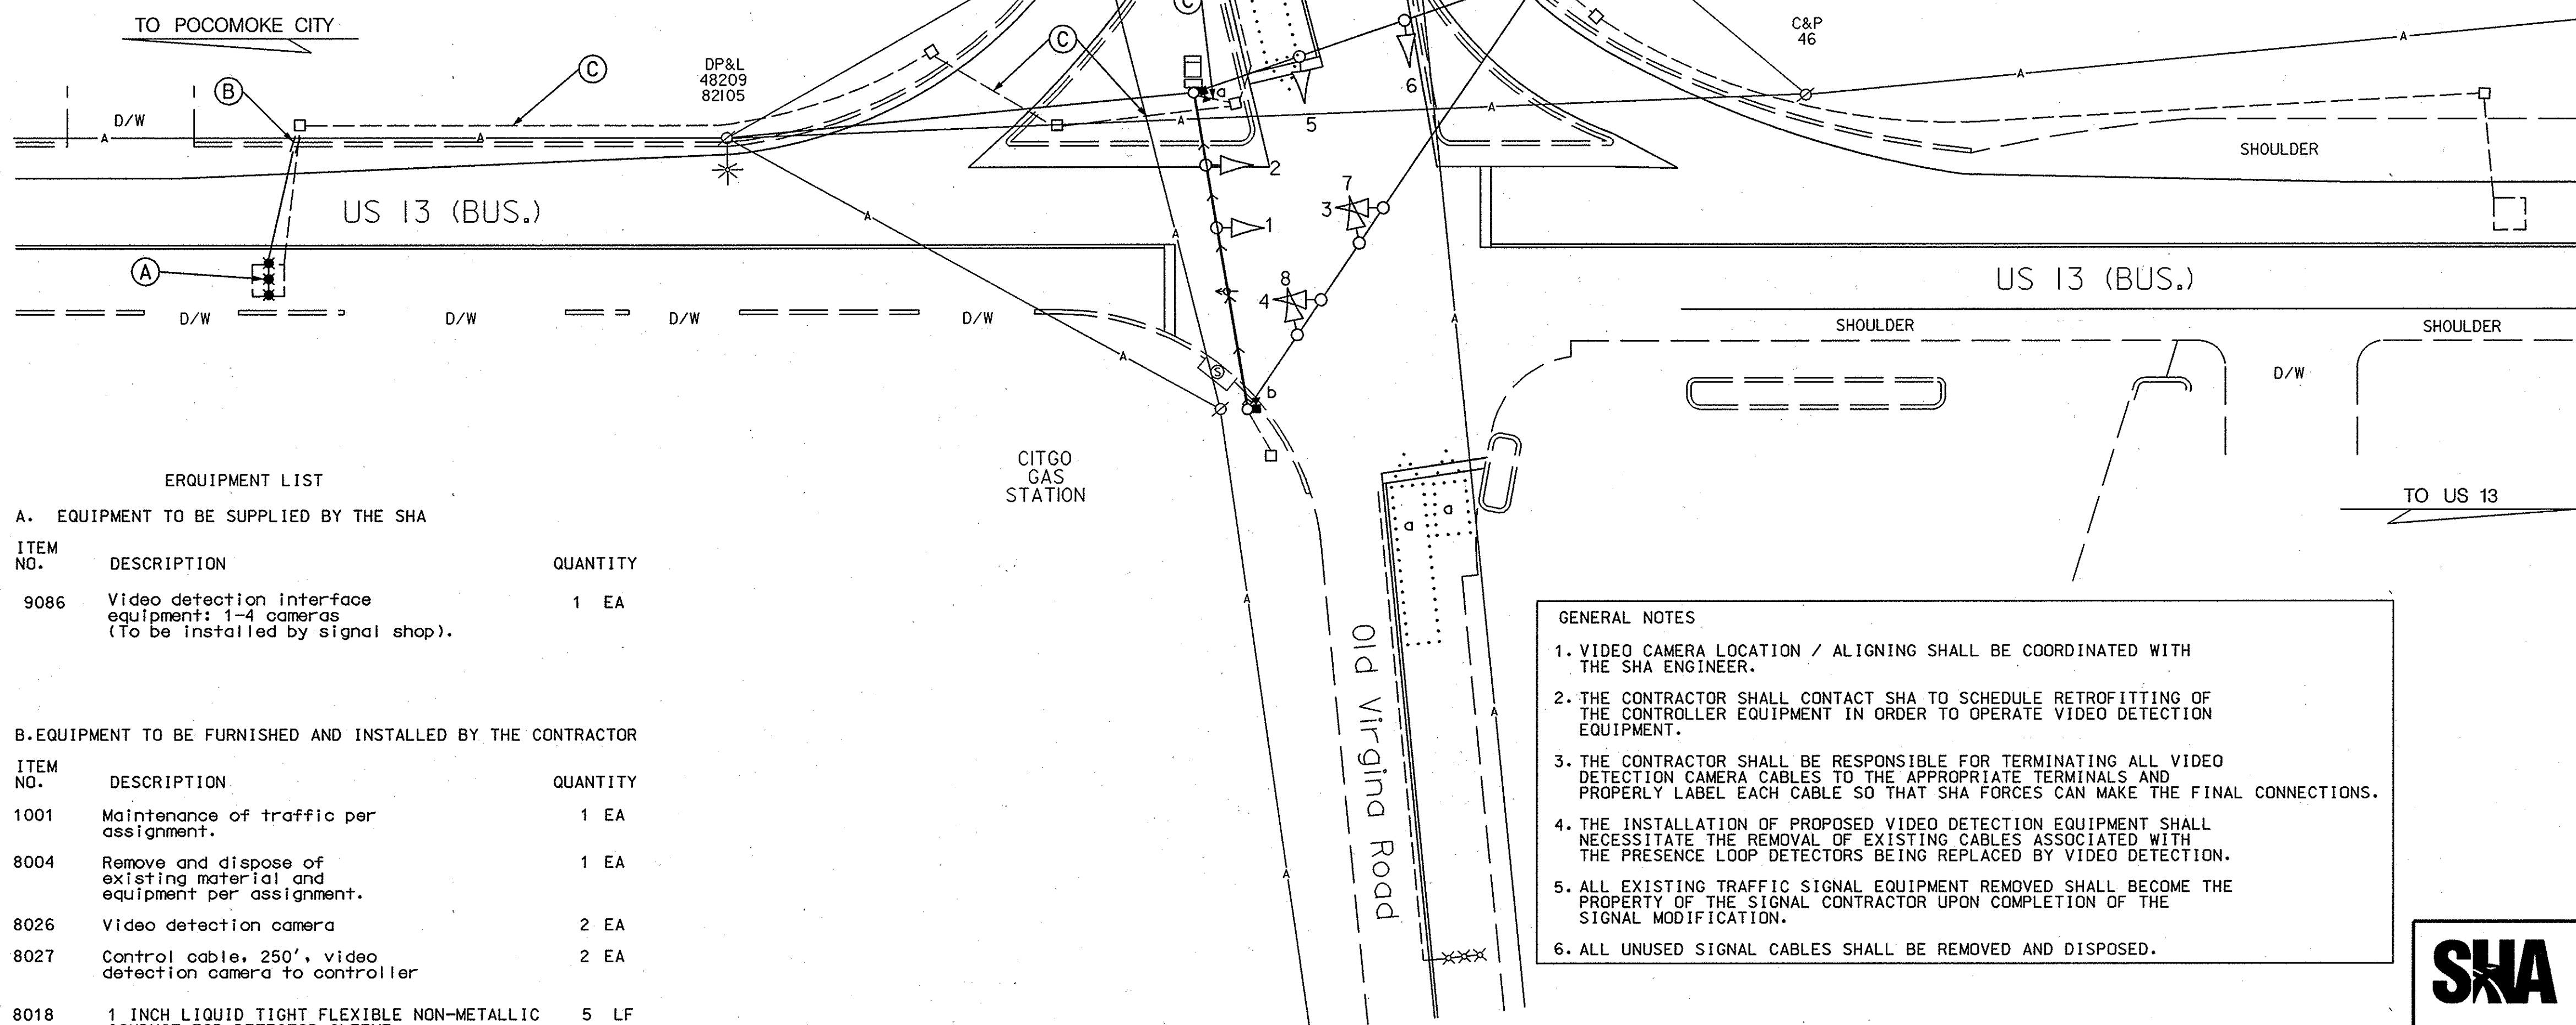 TO POCOMOKE CITY
C
C
C
B
DP&L
48209
82105
C&P
46
D/W
A
A
A
A
A
A
a
6
5
2
7
3
1
8
4
SHOULDER
US 13 (BUS.)
A
A
A
A
US 13 (BUS.)
D/W
D/W
D/W
D/W
A
SHOULDER
SHOULDER
S
b
D/W
CITGO
GAS
STATION
a
a
TO US 13
ERQUIPMENT LIST
A. EQUIPMENT TO BE SUPPLIED BY THE SHA
ITEM
NO. DESCRIPTION QUANTITY
9086 Video detection interface 1 EA
equipment: 1-4 cameras
(To be installed by signal shop).
B.EQUIPMENT TO BE FURNISHED AND INSTALLED BY THE CONTRACTOR
ITEM
NO. DESCRIPTION QUANTITY
1001 Maintenance of traffic per 1 EA
assignment.
8004 Remove and dispose of 1 EA
existing material and
equipment per assignment.
8026 Video detection camera 2 EA
8027 Control cable, 250', video 2 EA
detection camera to controller
8018 1 INCH LIQUID TIGHT FLEXIBLE NON-METALLIC 5 LF
A
A
A
Old Virgina Road
GENERAL NOTES
1. VIDEO CAMERA LOCATION / ALIGNING SHALL BE COORDINATED WITH
THE SHA ENGINEER.
2. THE CONTRACTOR SHALL CONTACT SHA TO SCHEDULE RETROFITTING OF
THE CONTROLLER EQUIPMENT IN ORDER TO OPERATE VIDEO DETECTION
EQUIPMENT.
3. THE CONTRACTOR SHALL BE RESPONSIBLE FOR TERMINATING ALL VIDEO
DETECTION CAMERA CABLES TO THE APPROPRIATE TERMINALS AND
PROPERLY LABEL EACH CABLE SO THAT SHA FORCES CAN MAKE THE FINAL CONNECTIONS.
4. THE INSTALLATION OF PROPOSED VIDEO DETECTION EQUIPMENT SHALL
NECESSITATE THE REMOVAL OF EXISTING CABLES ASSOCIATED WITH
THE PRESENCE LOOP DETECTORS BEING REPLACED BY VIDEO DETECTION.
5. ALL EXISTING TRAFFIC SIGNAL EQUIPMENT REMOVED SHALL BECOME THE
PROPERTY OF THE SIGNAL CONTRACTOR UPON COMPLETION OF THE
SIGNAL MODIFICATION.
6. ALL UNUSED SIGNAL CABLES SHALL BE REMOVED AND DISPOSED.
SHA